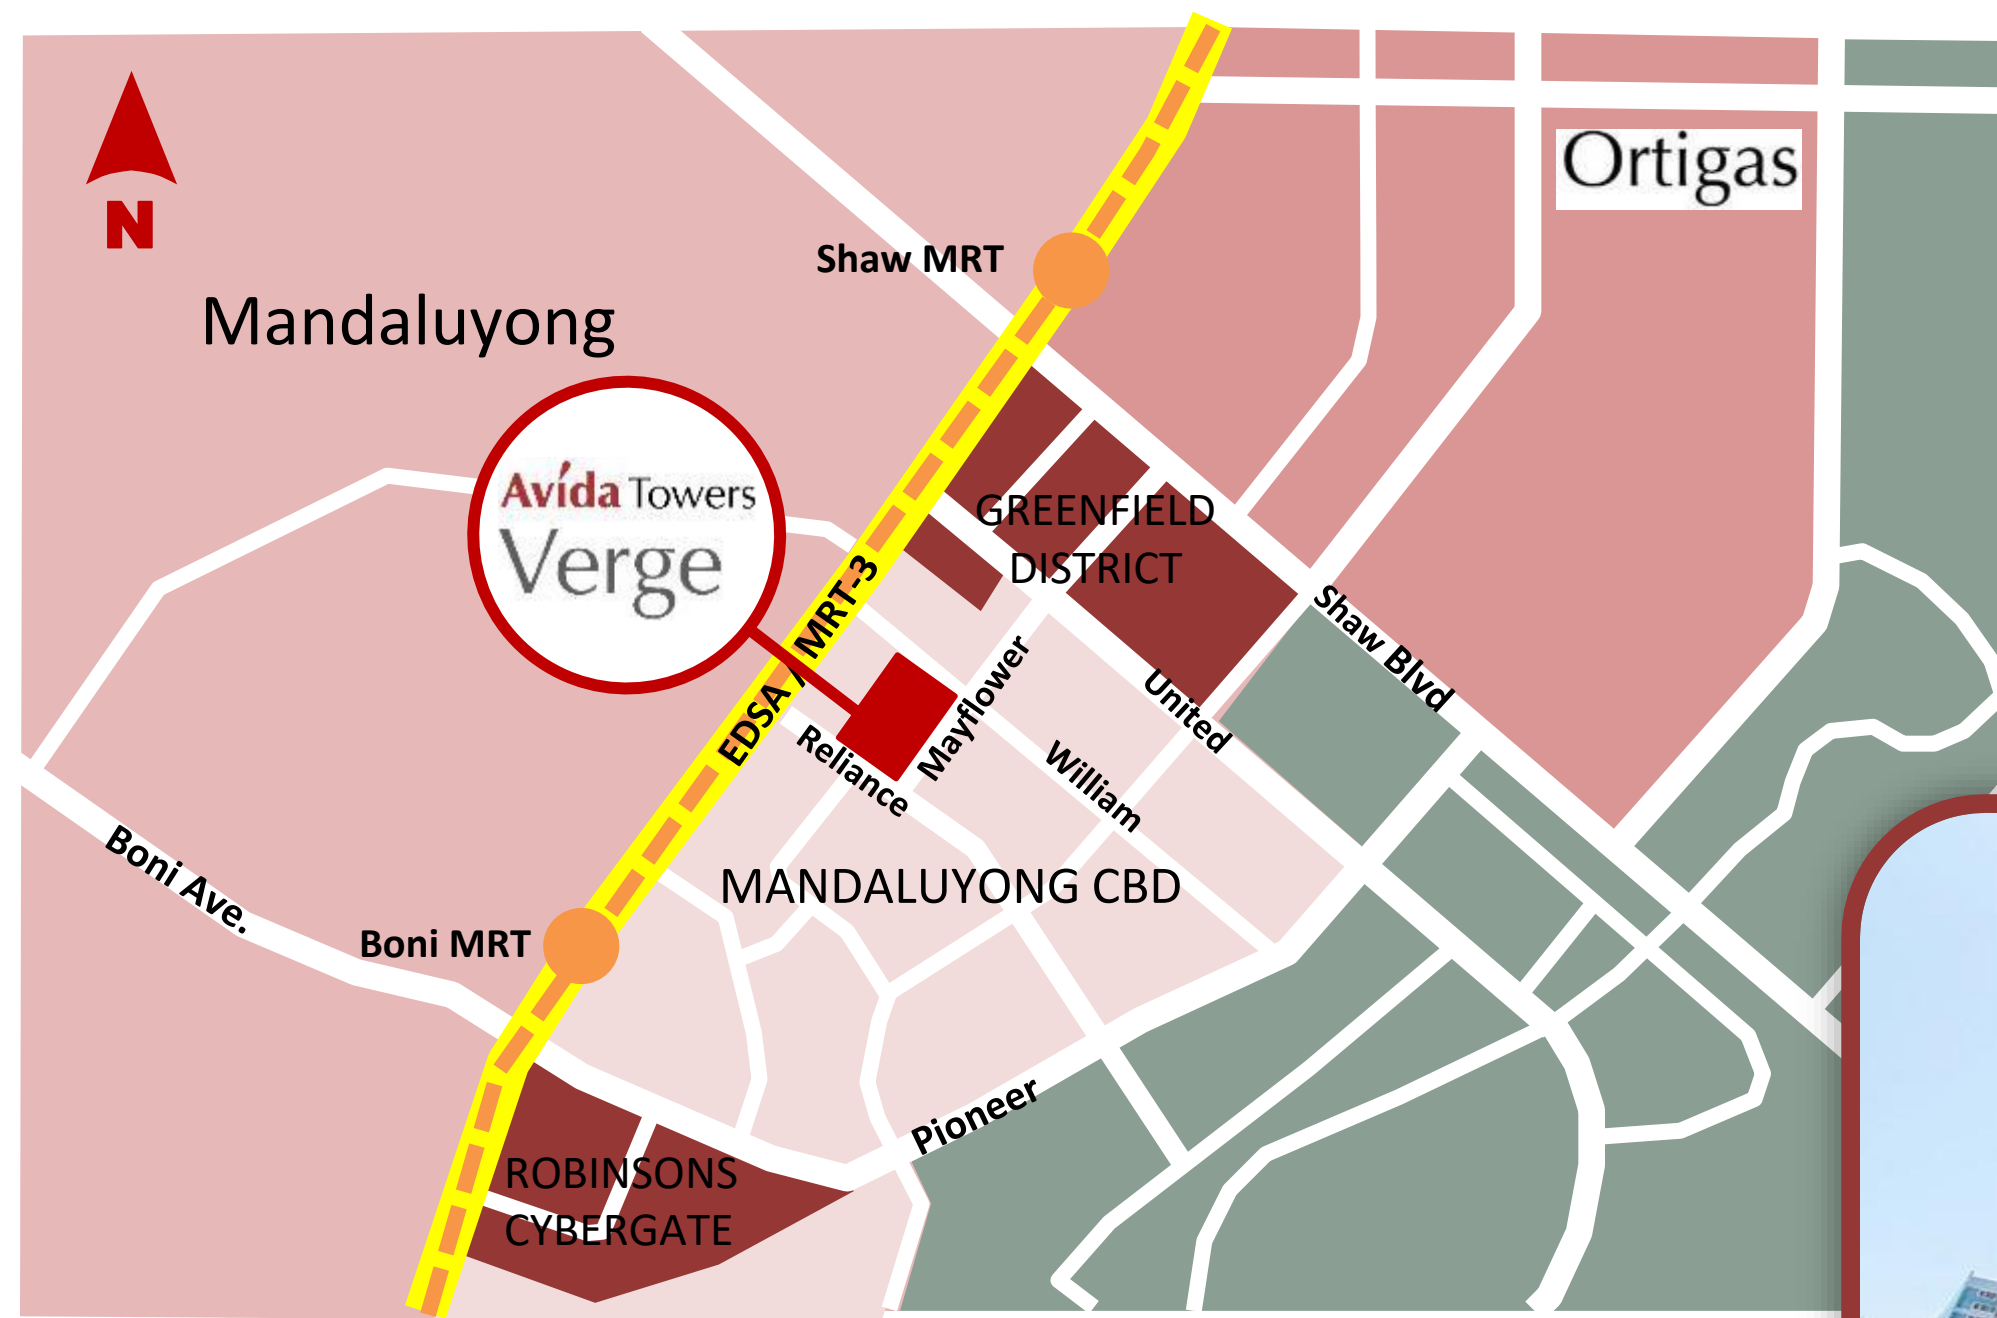 Ortigas
N
Shaw MRT
Mandaluyong
Avída Towers
Verge
GREENFIELD
DISTRICT
EDSA / MRT-3
Shaw Blvd
Mayflower
United
Reliance
William
Boni Ave.
MANDALUYONG CBD
Boni MRT
Pioneer
ROBINSONS
CYBERGATE